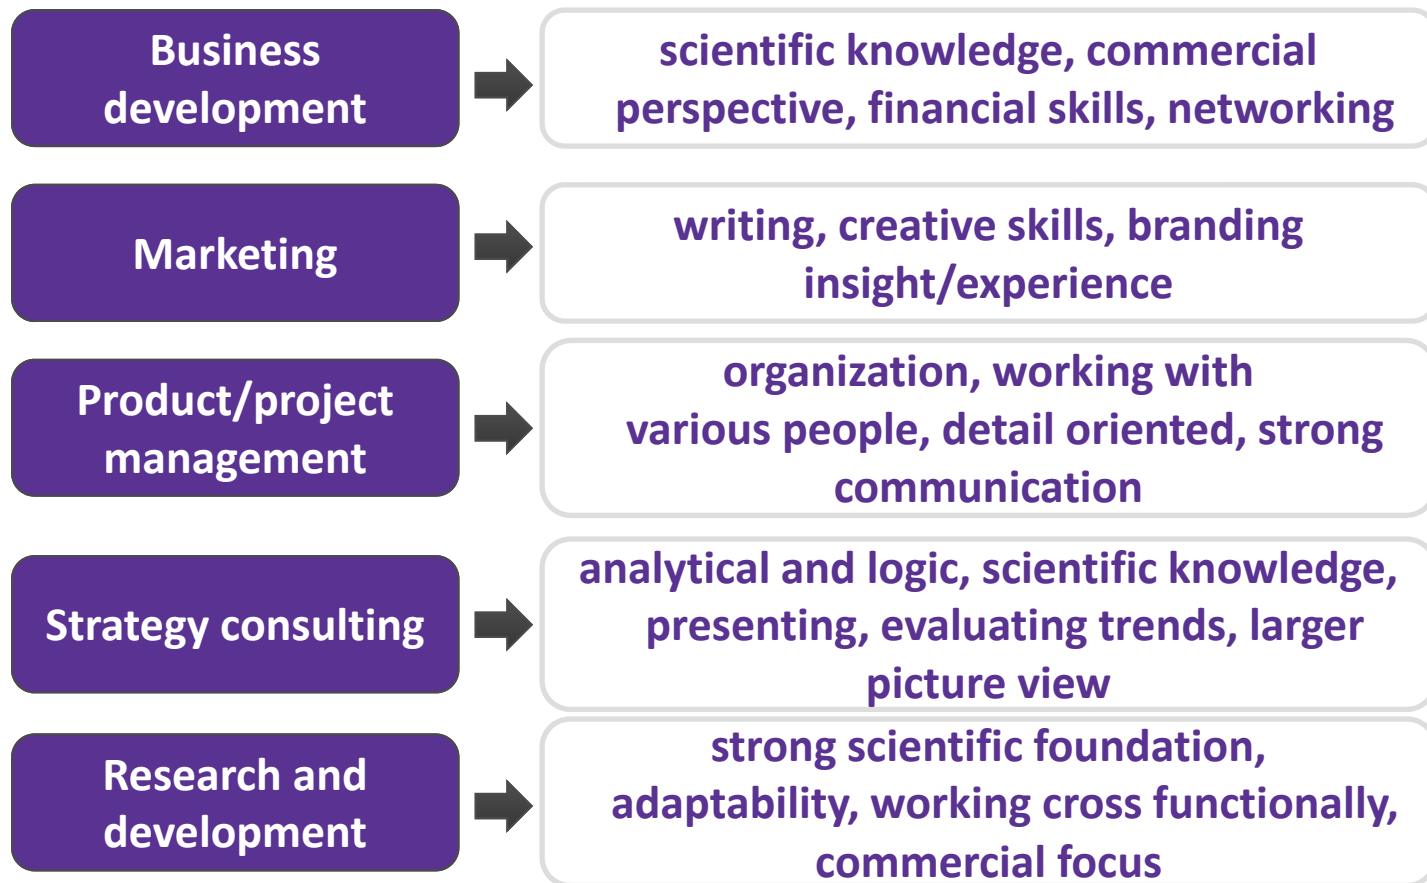 Business
development
scientific knowledge, commercial
perspective, financial skills, networking
Marketing
writing, creative skills, branding
insight/experience
Product/project
management
organization, working with
various people, detail oriented, strong
communication
Strategy consulting
analytical and logic, scientific knowledge,
presenting, evaluating trends, larger
picture view
Research and
development
strong scientific foundation,
adaptability, working cross functionally,
commercial focus